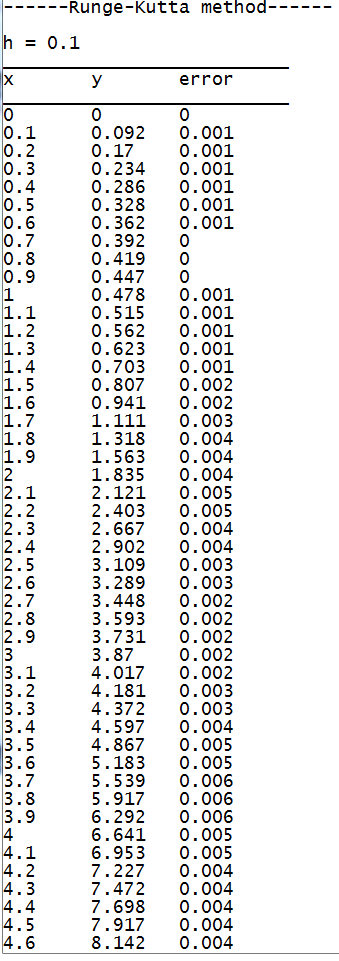 ------Runge-Kutta method------
h = 0.1
x y error
0 0 0
0.1 0.092 0.001
0.2 0.17 0.001
0.3 0.234 0.001
0.4 0.286 0.001
0.5 0.328 0.001
0.6 0.362 0.001
0.7 0.392 0
0.8 0.419 0
0.9 0.447 0
1 0.478 0.001
1.1 0.515 0.001
1.2 0.562 0.001
1.3 0.623 0.001
1.4 0.703 0.001
1.5 0.807 0.002
1.6 0.941 0.002
1.7 1.111 0.003
1.8 1.318 0.004
1.9 1.563 0.004
2 1.835 0.004
2.1 2.121 0.005
2.2 2.403 0.005
2.3 2.667 0.004
2.4 2.902 0.004
2.5 3.109 0.003
2.6 3.289 0.003
2.7 3.448 0.002
2.8 3.593 0.002
2.9 3.731 0.002
3 3.87 0.002
3.1 4.017 0.002
3.2 4.181 0.003
3.3 4.372 0.003
3.4 4.597 0.004
3.5 4.867 0.005
3.6 5.183 0.005
3.7 5.539 0.006
3.8 5.917 0.006
3.9 6.292 0.006
4 6.641 0.005
4.1 6.953 0.005
4.2 7.227 0.004
4.3 7.472 0.004
4.4 7.698 0.004
4.5 7.917 0.004
4.6 8.142 0.004